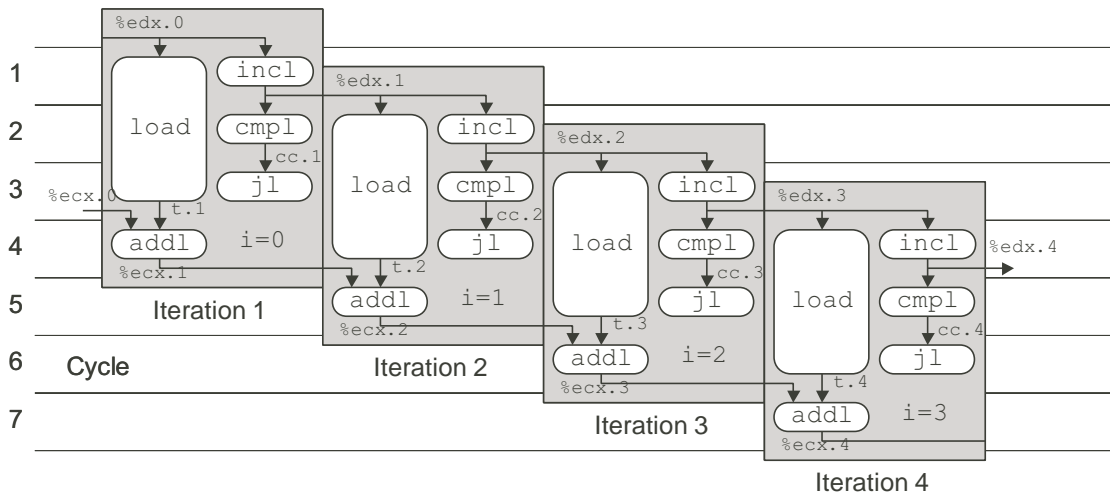 %edx.0
1
load
incl
%edx.1
2
cmpl
load
incl
%edx.2
cc.1
3
jl
cmpl
load
incl
%edx.3
%ecx.0
t.1
cc.2
4
addl
i=0
jl
cmpl
load
incl
%edx.4
%ecx.1
t.2
cc.3
5
Iteration 1
addl
i=1
jl
cmpl
%ecx.2
t.3
cc.4
6
Cycle
Iteration 2
addl
i=2
jl
%ecx.3
t.4
7
Iteration 3
addl
i=3
%ecx.4
Iteration 4